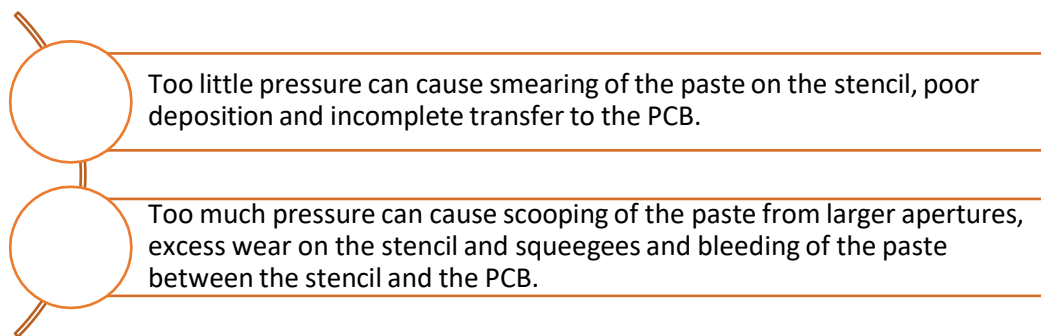 Too little pressure can cause smearing of the paste on the stencil, poor
deposition and incomplete transfer to the PCB.
Too much pressure can cause scooping of the paste from larger apertures,
excess wear on the stencil and squeegees and bleeding of the paste
between the stencil and the PCB.